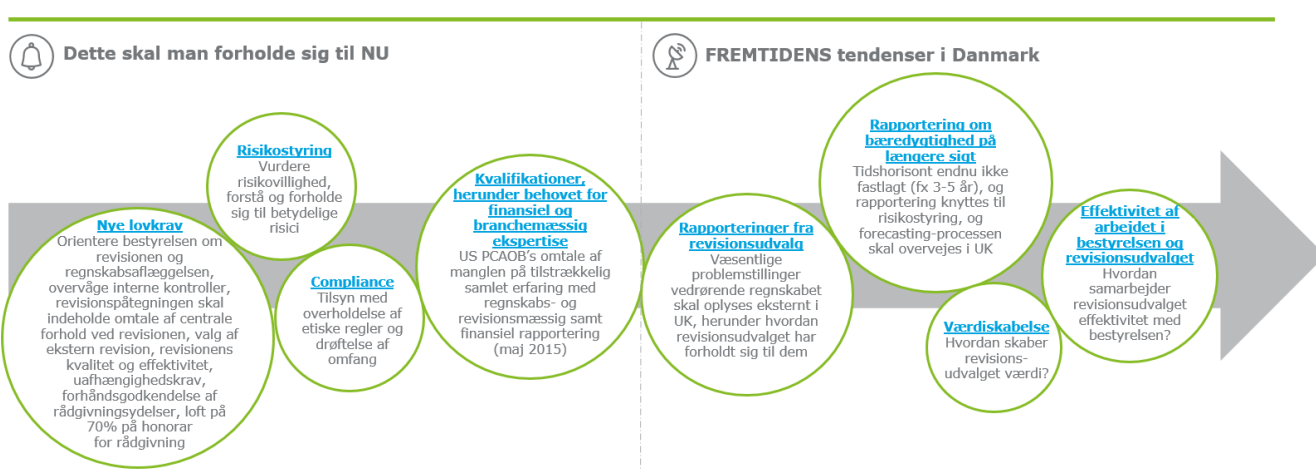 Dette skal man forholde sig til NU
Nye lovkrav
Orientere bestyrelsen om
revisionen og
regnskabsaflæggelsen,
overvåge interne kontroller,
revisionspåtegningen skal
indeholde omtale af centrale
forhold ved revisionen, valg af
ekstern revision, revisionens
kvalitet og effektivitet,
uafhængighedskrav,
forhåndsgodkendelse af
rådgivningsydelser, loft på
70% på honorar
for rådgivning
Risikostyring
Vurdere
risikovillighed,
forstå og forholde
sig til betydelige
risici
Compliance
Tilsyn med
overholdelse af
etiske regler og
drøftelse af
omfang
Kvalifikationer,
herunder behovet for
finansiel og
branchemæssig
ekspertise
US PCAOB's omtale af
manglen på tilstrækkelig
samlet erfaring med
regnskabs- og
revisionsmæssig samt
finansiel rapportering
(maj 2015)
FREMTIDENS tendenser i Danmark
Rapporteringer fra
revisionsudvalg
Væsentlige
problemstillinger
vedrørende regnskabet
skal oplyses eksternt i
UK, herunder hvordan
revisionsudvalget har
forholdt sig til dem
Rapportering om
bæredygtighed på
længere sigt
Tidshorisont endnu ikke
fastlagt (fx 3-5 år), og
rapportering knyttes til
risikostyring, og
forecasting-processen
skal overvejes i UK
Værdiskabelse
Hvordan skaber
revisions-
udvalget værdi?
Effektivitet af
arbejdet i
bestyrelsen og
revisionsudvalget
Hvordan
samarbejder
revisionsudvalget
effektivitet med
bestyrelsen?